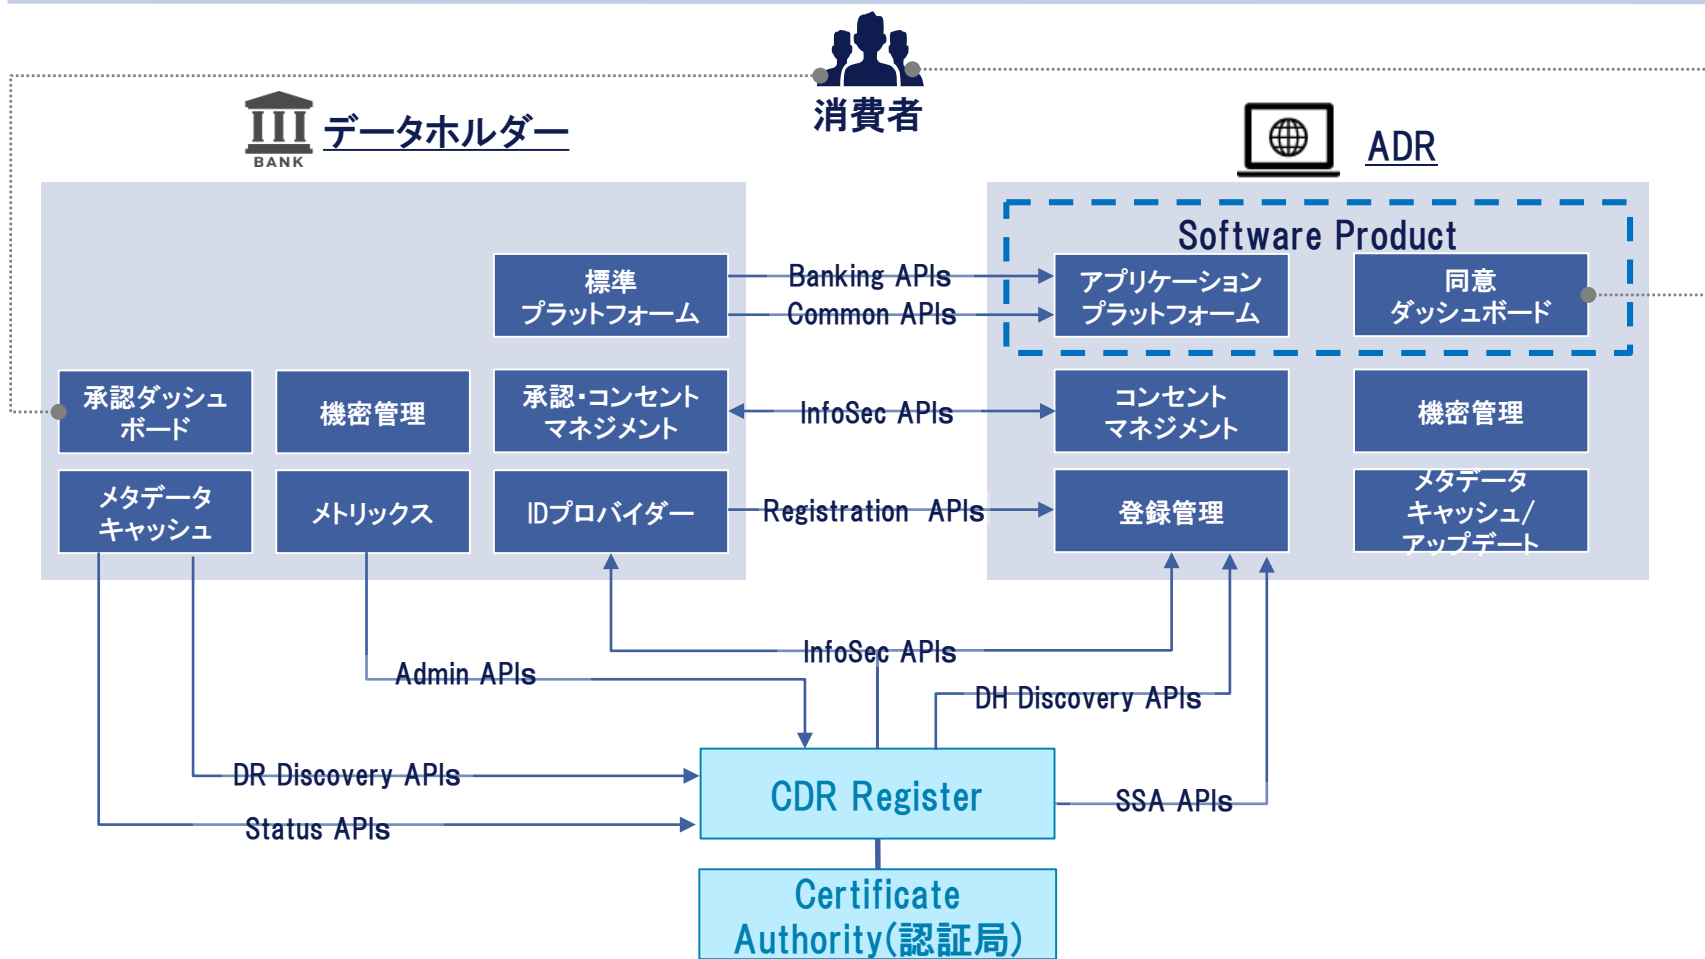 消費者
BANK
データホルダー
ADR
Software Product
標準
プラットフォーム
Banking APIs
Common APIs
アプリケーション
プラットフォーム
同意
ダッシュボード
承認ダッシュ
ボード
機密管理
承認・コンセント
マネジメント
InfoSec APIs
コンセント
マネジメント
機密管理
メタデータ
キャッシュ
メトリックス
IDプロバイダー
Registration APIs
登録管理
メタデータ
キャッシュ/
アップデート
InfoSec APIs
Admin APIs
DH Discovery APIs
DR Discovery APIs
CDR Register
SSA APIs
Status APIs
Certificate
Authority(認証局)